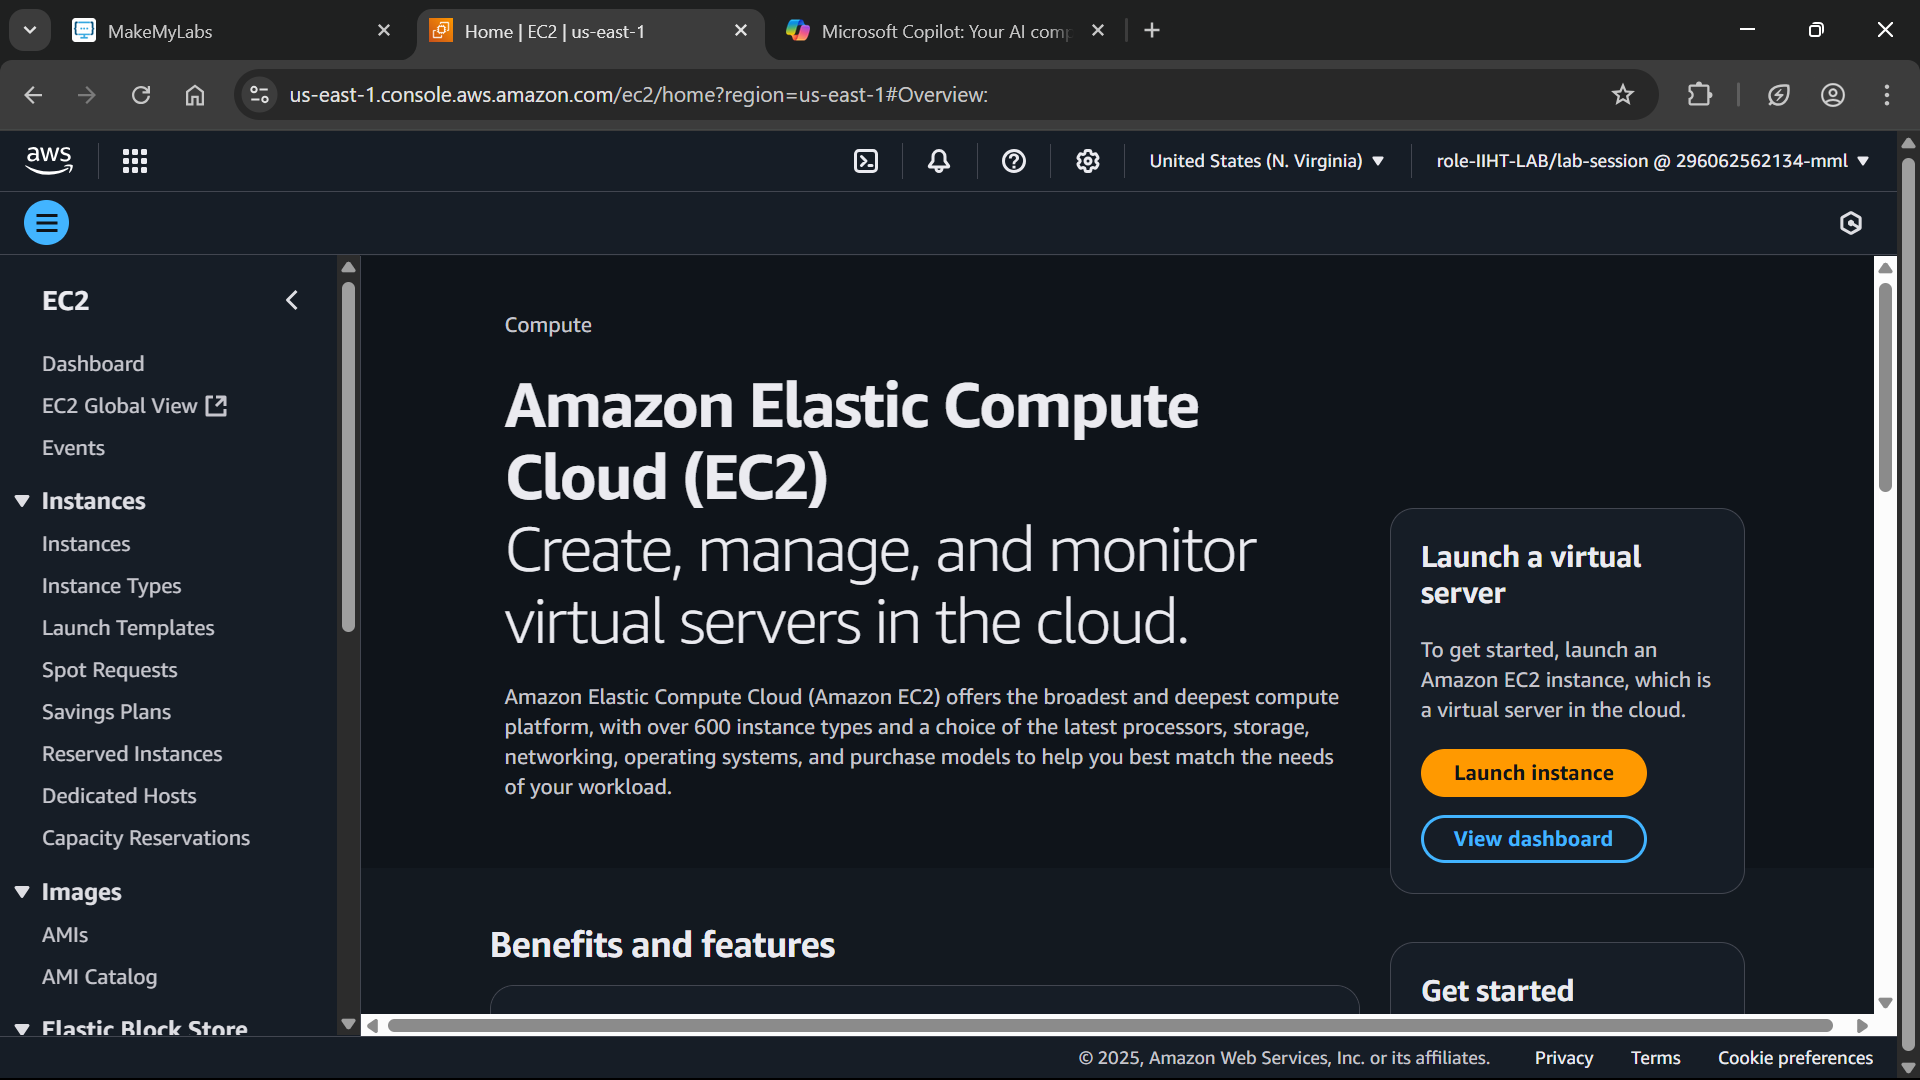 MakeMyLabs
Home | EC2 | us-east-1
Microsoft Copilot: Your AI comp
us-east-1.console.aws.amazon.com/ec2/home?region=us-east-1#Overview:
aws
United States (N. Virginia)
role-IIHT-LAB/lab-session @ 296062562134-mml
EC2
Dashboard
EC2 Global View
Events
Instances
Instances
Instance Types
Launch Templates
Spot Requests
Savings Plans
Reserved Instances
Dedicated Hosts
Capacity Reservations
Images
AMIs
AMI Catalog
Elastic Block Store
Compute
Amazon Elastic Compute
Cloud (EC2)
Create, manage, and monitor
virtual servers in the cloud.
Amazon Elastic Compute Cloud (Amazon EC2) offers the broadest and deepest compute
platform, with over 600 instance types and a choice of the latest processors, storage,
networking, operating systems, and purchase models to help you best match the needs
of your workload.
Benefits and features
Launch a virtual
server
To get started, launch an
Amazon EC2 instance, which is
a virtual server in the cloud.
Launch instance
View dashboard
Get started
© 2025, Amazon Web Services, Inc. or its affiliates.
Privacy
Terms
Cookie preferences